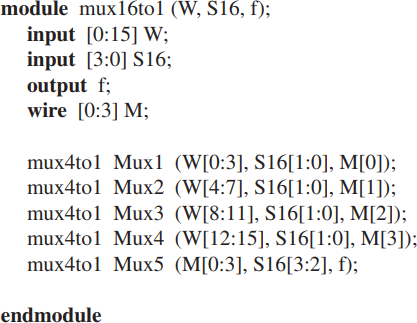 module mux16to1 (W, S16, f);
input [0:15] W;
input [3:0] S16;
output f;
wire [0:3] M;
mux4to1 Mux1 (W[0:3], S16[1:0], M[0]);
mux4to1 Mux2 (W[4:7], S16[1:0], M[1]);
mux4to1 Mux3 (W[8:11], S16[1:0], M[2]);
mux4to1 Mux4 (W[12:15], S16[1:0], M[3]);
mux4to1 Mux5 (M[0:3], S16[3:2], f);
endmodule